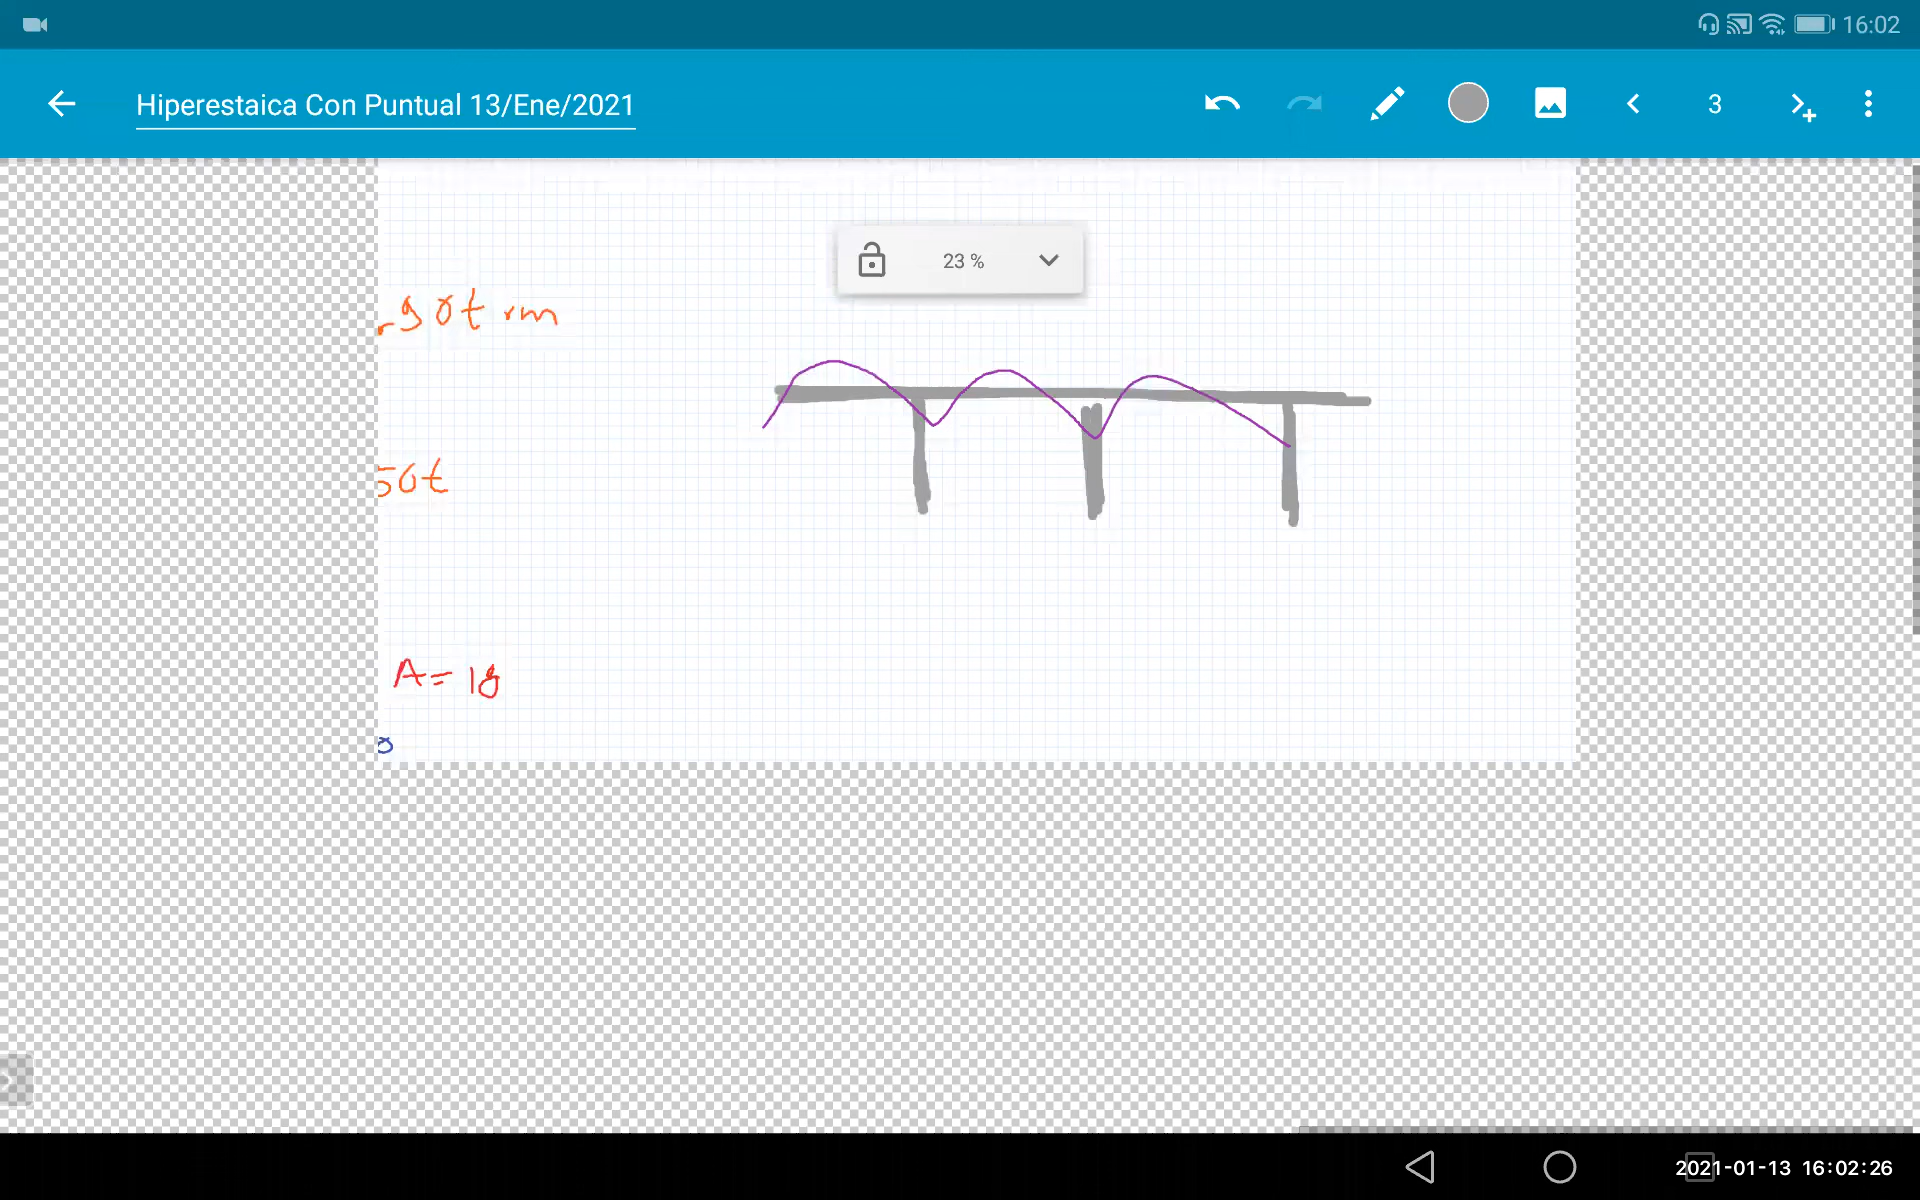 16:02
Hiperestaica Con Puntual 13/Ene/2021
3
23 %
90t m
50t
A = 18
2021-01-13 16:02:26